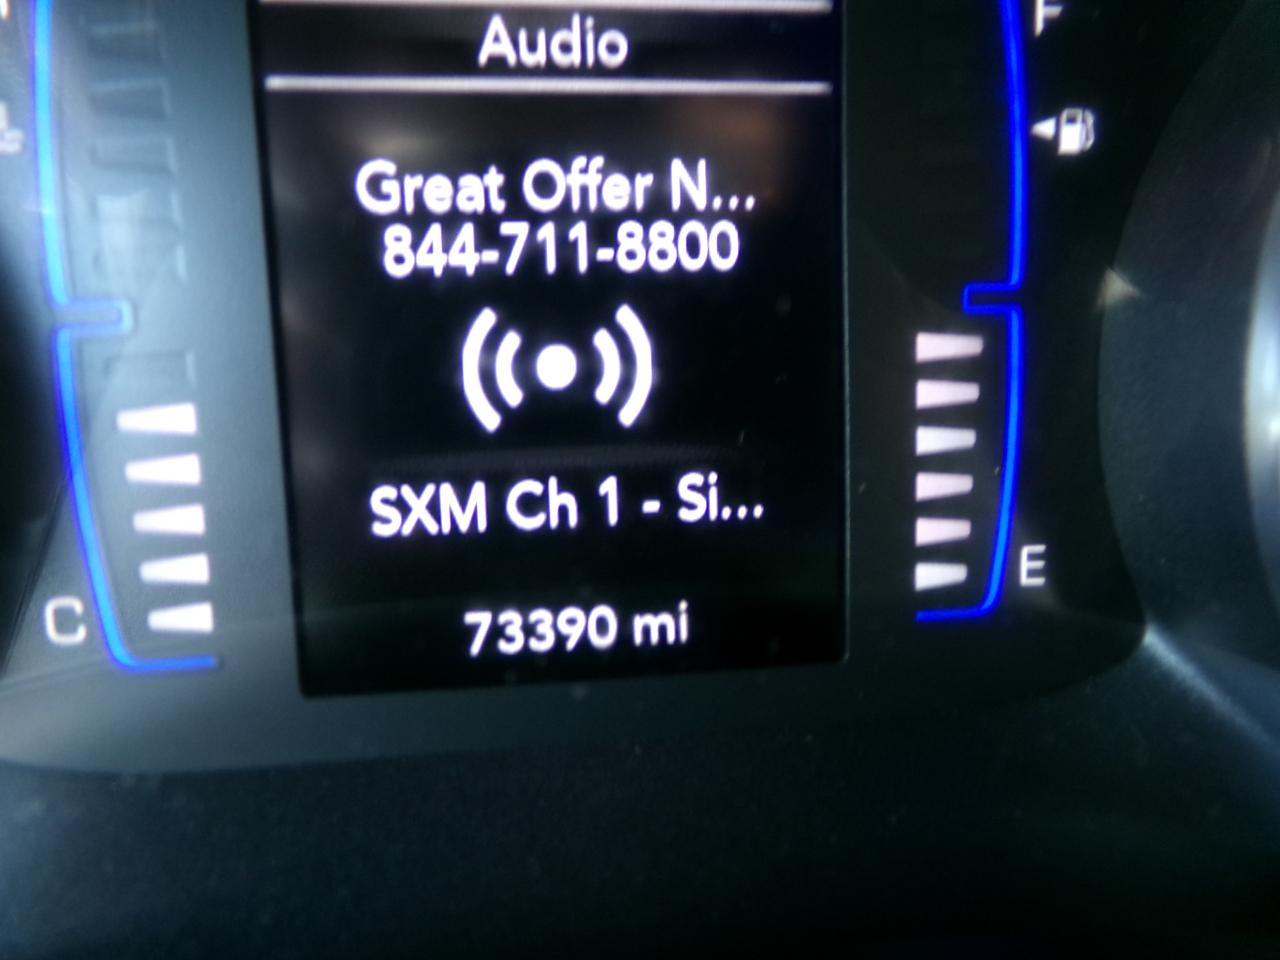 Audio
F
Great Offer N...
844-711-8800
SXM Ch 1 - Si...
E
C
73390 mi